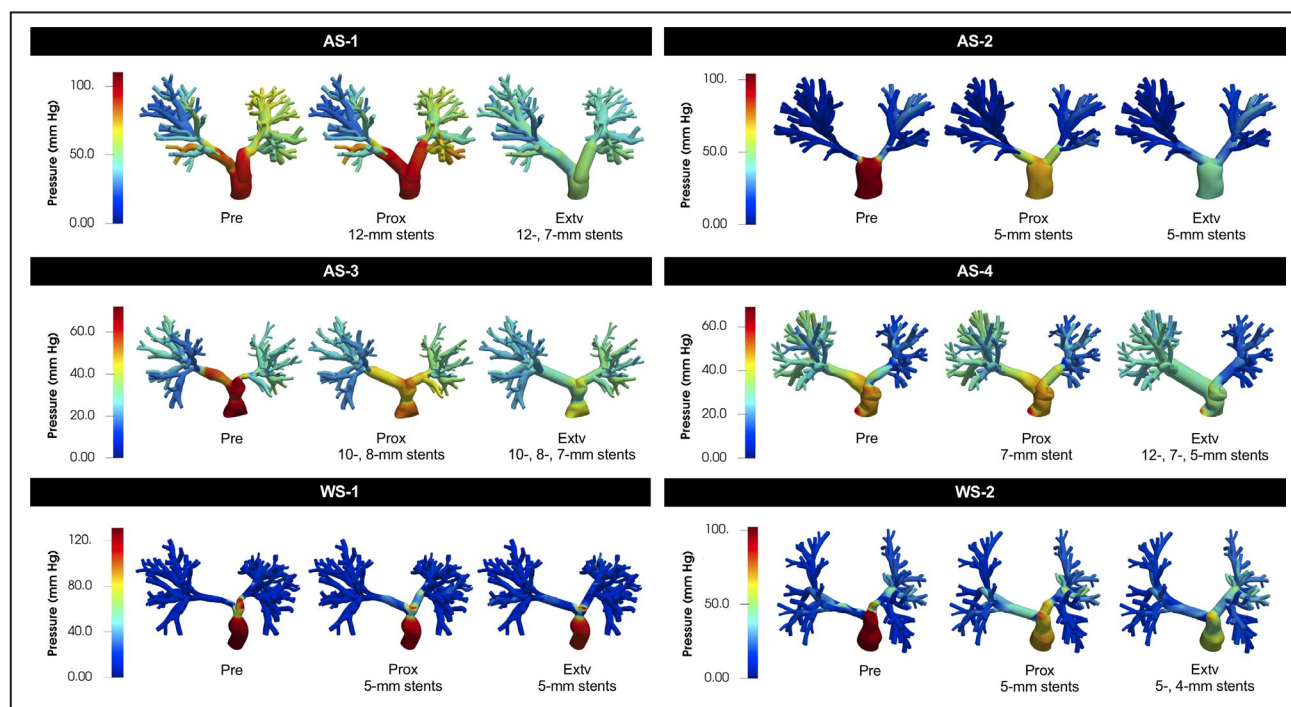 AS-1
Pressure (mm Hg)
100.
50.0
0.00
Pre
Prox
12-mm stents
Extv
12-, 7-mm stents
AS-2
Pressure (mm Hg)
100.
50.0
0.00
Pre
Prox
5-mm stents
Extv
5-mm stents
AS-3
Pressure (mm Hg)
60.0
40.0
20.0
0.00
Pre
Prox
10-, 8-mm stents
Extv
10-, 8-, 7-mm stents
AS-4
Pressure (mm Hg)
60.0
40.0
20.0
0.00
Pre
Prox
7-mm stent
Extv
12-, 7-, 5-mm stents
WS-1
Pressure (mm Hg)
120.
80.0
40.0
0.00
Pre
Prox
5-mm stents
Extv
5-mm stents
WS-2
Pressure (mm Hg)
100.
50.0
0.00
Pre
Prox
5-mm stents
Extv
5-, 4-mm stents